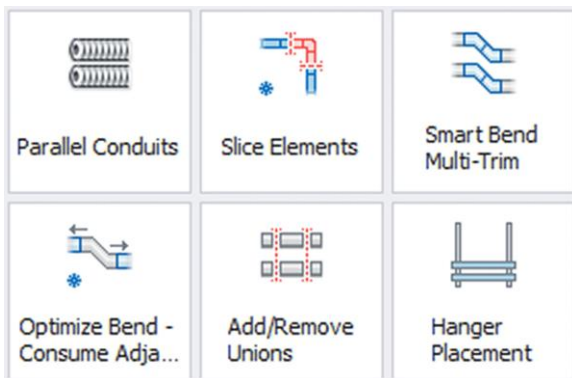 Parallel Conduits
Slice Elements
Smart Bend
Multi-Trim
Optimize Bend -
Consume Adja...
Add/Remove
Unions
Hanger
Placement